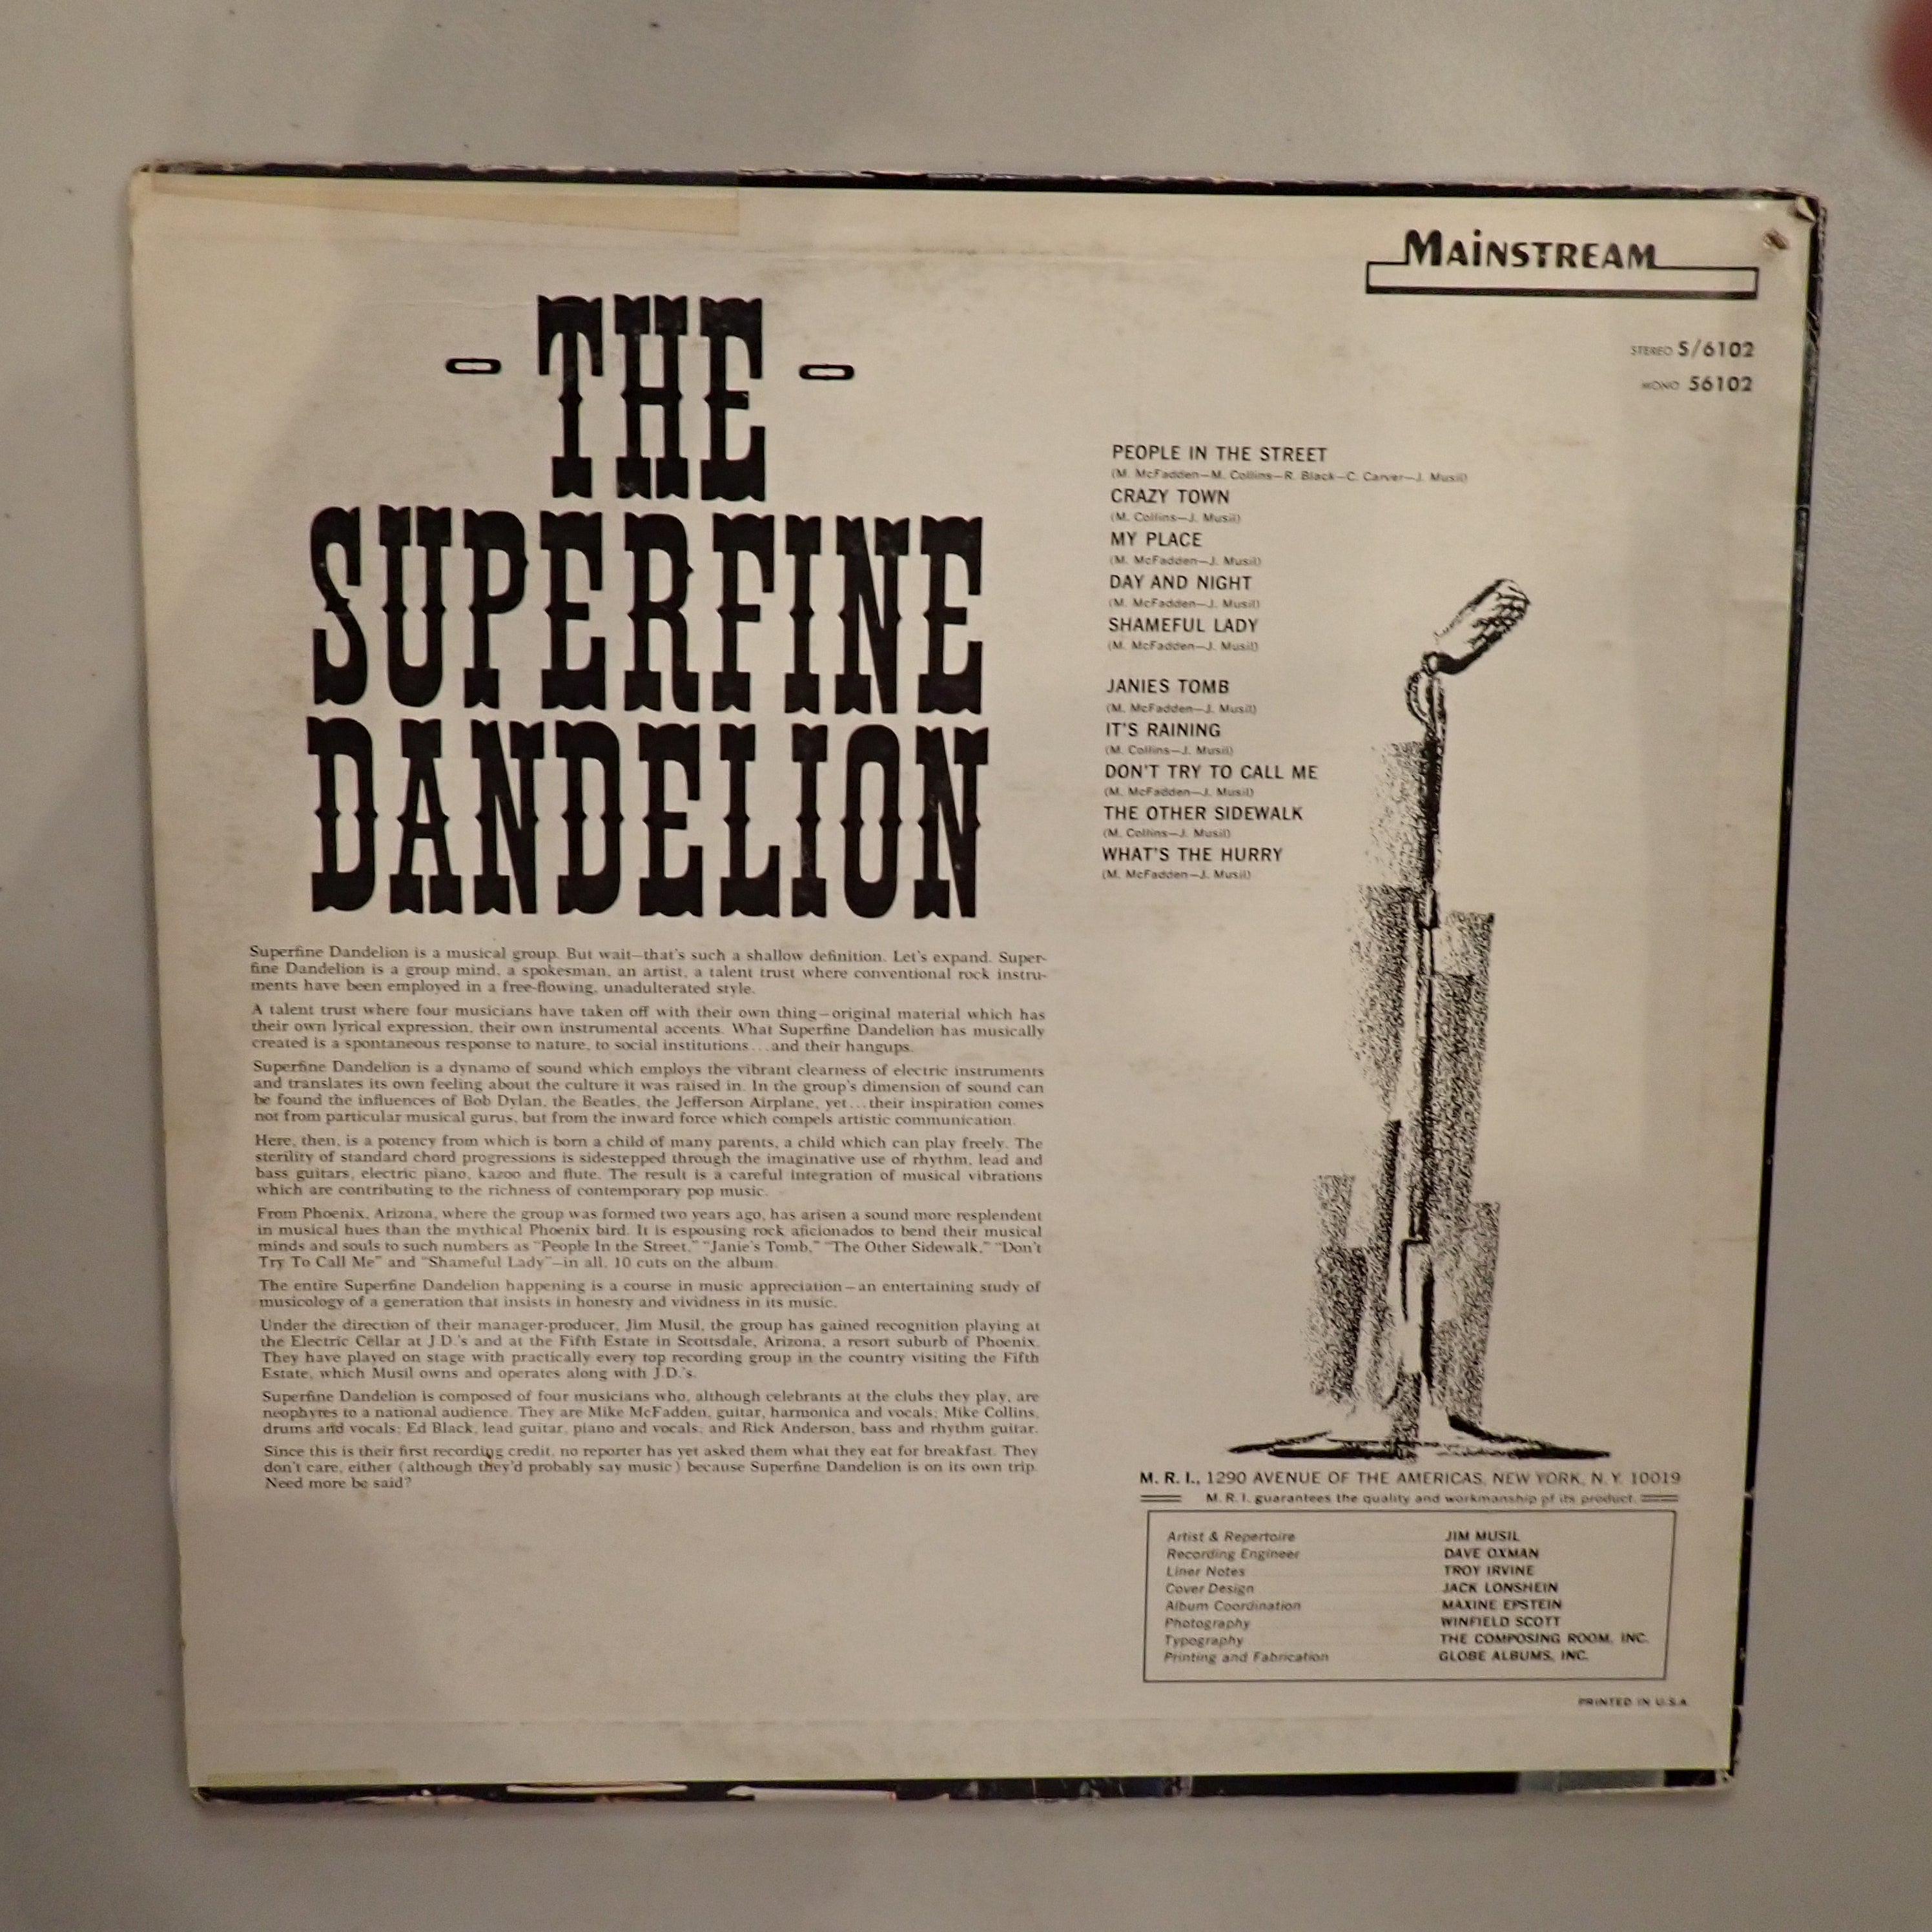 MAiNSTREAM
STEREO S/6102
MONO 56102
- THE -
SUPERFINE
DANDELION
PEOPLE IN THE STREET
(M. McFadden—M. Collins—R. Black—C. Carver—J. Musil)
CRAZY TOWN
(M. Collins—J. Musil)
MY PLACE
(M. McFadden—J. Musil)
DAY AND NIGHT
(M. McFadden—J. Musil)
SHAMEFUL LADY
(M. McFadden—J. Musil)
JANIES TOMB
(M. McFadden—J. Musil)
IT'S RAINING
(M. Collins—J. Musil)
DON'T TRY TO CALL ME
(M. McFadden—J. Musil)
THE OTHER SIDEWALK
(M. Collins—J. Musil)
WHAT'S THE HURRY
(M. McFadden—J. Musil)
Superfine Dandelion is a musical group. But wait—that's such a shallow definition. Let's expand. Super-
fine Dandelion is a group mind, a spokesman, an artist, a talent trust where conventional rock instru-
ments have been employed in a free-flowing, unadulterated style.
A talent trust where four musicians have taken off with their own thing—original material which has
their own lyrical expression, their own instrumental accents. What Superfine Dandelion has musically
created is a spontaneous response to nature, to social institutions...and their hangups.
Superfine Dandelion is a dynamo of sound which employs the vibrant clearness of electric instruments
and translates its own feeling about the culture it was raised in. In the group's dimension of sound can
be found the influences of Bob Dylan, the Beatles, the Jefferson Airplane, yet...their inspiration comes
not from particular musical gurus, but from the inward force which compels artistic communication.
Here, then, is a potency from which is born a child of many parents, a child which can play freely. The
sterility of standard chord progressions is sidestepped through the imaginative use of rhythm, lead and
bass guitars, electric piano, kazoo and flute. The result is a careful integration of musical vibrations
which are contributing to the richness of contemporary pop music.
From Phoenix, Arizona, where the group was formed two years ago, has arisen a sound more resplendent
in musical hues than the mythical Phoenix bird. It is espousing rock aficionados to bend their musical
minds and souls to such numbers as "People In the Street," "Janie's Tomb," "The Other Sidewalk," "Don't
Try To Call Me" and "Shameful Lady"—in all, 10 cuts on the album.
The entire Superfine Dandelion happening is a course in music appreciation—an entertaining study of
musicology of a generation that insists in honesty and vividness in its music.
Under the direction of their manager-producer, Jim Musil, the group has gained recognition playing at
the Electric Cellar at J.D.'s and at the Fifth Estate in Scottsdale, Arizona, a resort suburb of Phoenix.
They have played on stage with practically every top recording group in the country visiting the Fifth
Estate, which Musil owns and operates along with J.D.'s.
Superfine Dandelion is composed of four musicians who, although celebrants at the clubs they play, are
neophytes to a national audience. They are Mike McFadden, guitar, harmonica and vocals; Mike Collins,
drums and vocals; Ed Black, lead guitar, piano and vocals; and Rick Anderson, bass and rhythm guitar.
Since this is their first recording credit, no reporter has yet asked them what they eat for breakfast. They
don't care, either (although they'd probably say music) because Superfine Dandelion is on its own trip.
Need more be said?
M. R. I., 1290 AVENUE OF THE AMERICAS, NEW YORK, N. Y. 10019
M. R. I. guarantees the quality and workmanship of its product.
Artist & Repertoire JIM MUSIL
Recording Engineer DAVE OXMAN
Liner Notes TROY IRVINE
Cover Design JACK LONSHEIN
Album Coordination MAXINE EPSTEIN
Photography WINFIELD SCOTT
Typography THE COMPOSING ROOM, INC.
Printing and Fabrication GLOBE ALBUMS, INC.
PRINTED IN U.S.A.